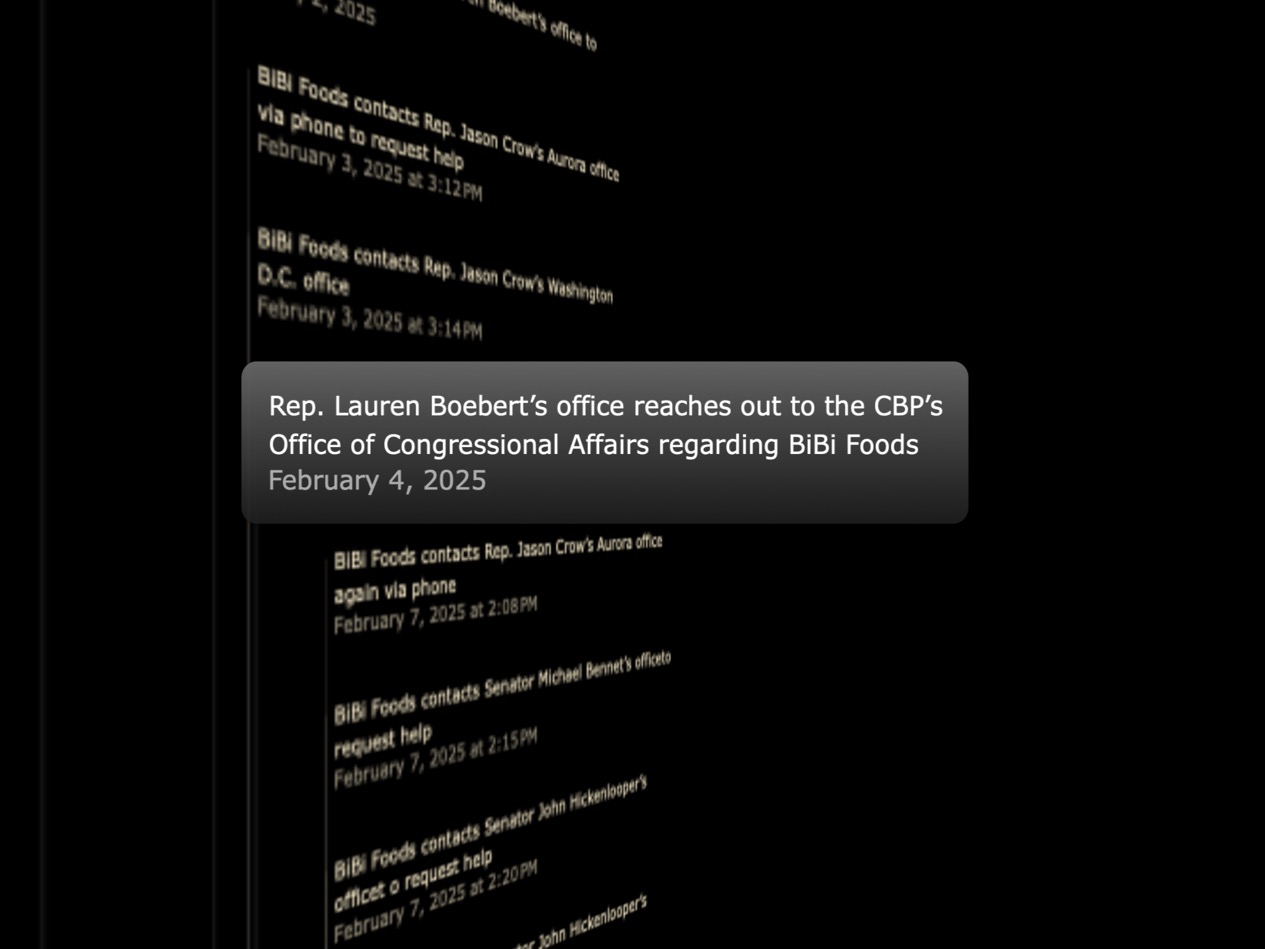 Boebert’s office to
2, 2025
BiBi Foods contacts Rep. Jason Crow’s Aurora office
via phone to request help
February 3, 2025 at 3:12PM
BiBi Foods contacts Rep. Jason Crow’s Washington
D.C. office
February 3, 2025 at 3:14PM
Rep. Lauren Boebert’s office reaches out to the CBP’s
Office of Congressional Affairs regarding BiBi Foods
February 4, 2025
BiBi Foods contacts Rep. Jason Crow’s Aurora office
again via phone
February 7, 2025 at 2:08PM
BiBi Foods contacts Senator Michael Bennet’s officeto
request help
February 7, 2025 at 2:15PM
BiBi Foods contacts Senator John Hickenlooper’s
officet o request help
February 7, 2025 at 2:20PM
John Hickenlooper’s